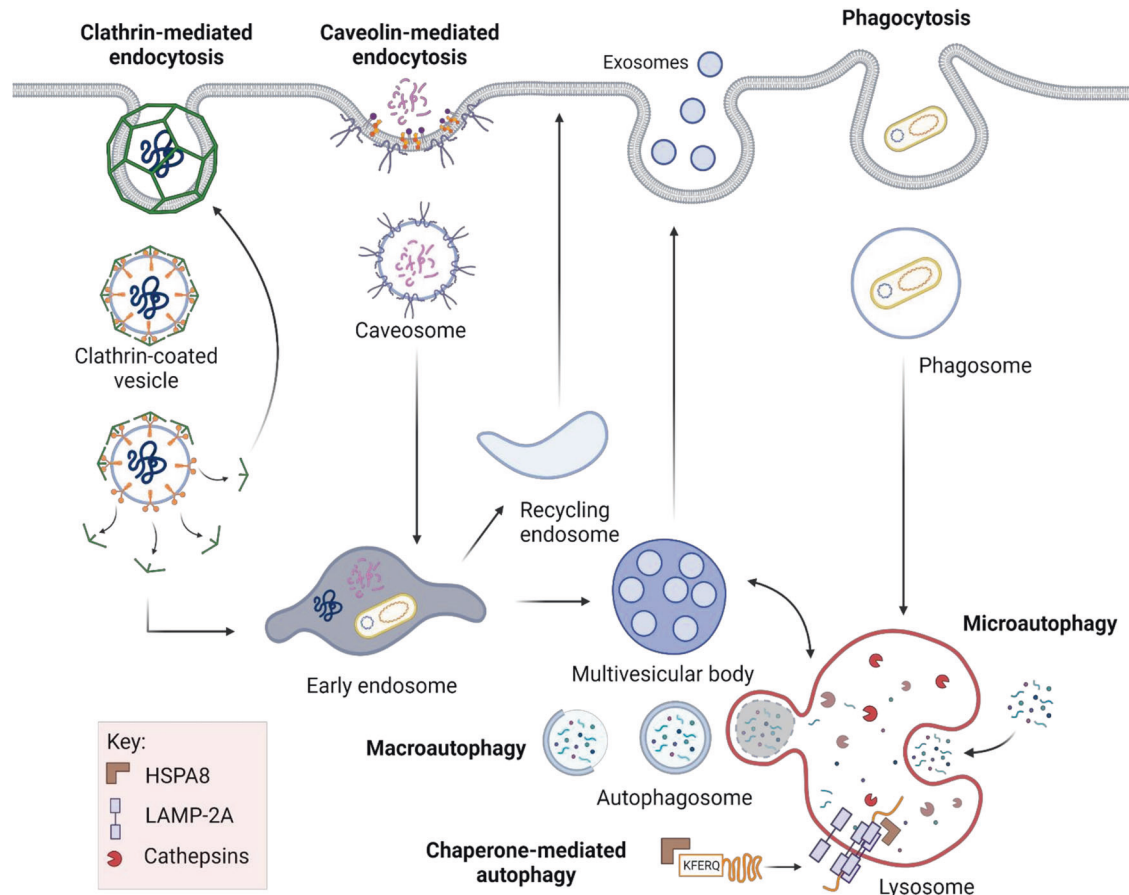 Clathrin-mediated
endocytosis
Caveolin-mediated
endocytosis
Exosomes
Phagocytosis
Clathrin-coated
vesicle
Caveosome
Phagosome
Recycling
endosome
Early endosome
Multivesicular body
Microautophagy
Macroautophagy
Autophagosome
Chaperone-mediated
autophagy
KFERQ
Lysosome
Key:
HSPA8
LAMP-2A
Cathepsins